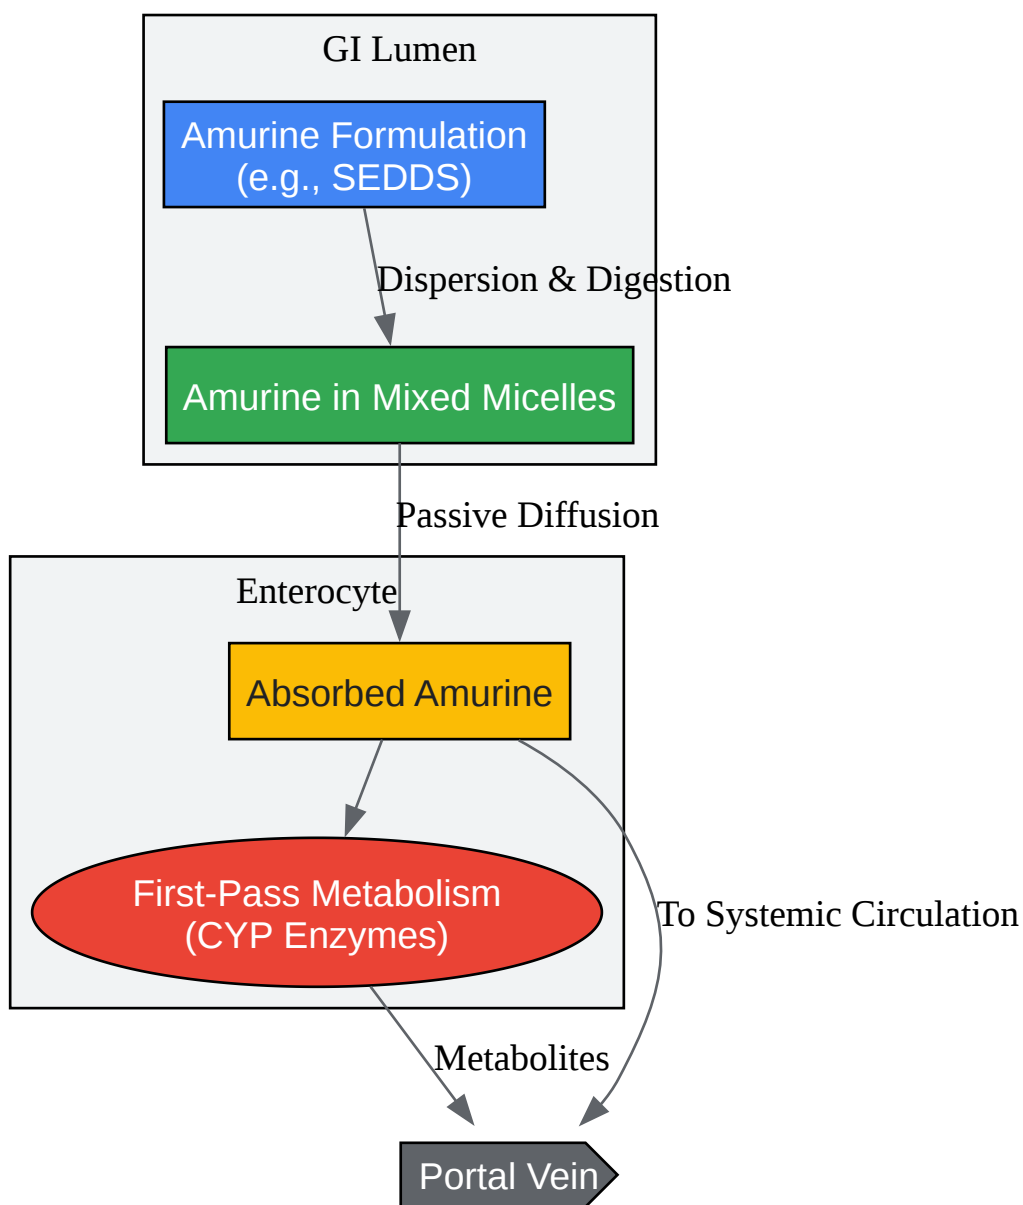 GI Lumen
Amurine Formulation
(e.g., SEDDS)
Dispersion & Digestion
Amurine in Mixed Micelles
Passive Diffusion
Enterocyte
Absorbed Amurine
First-Pass Metabolism
(CYP Enzymes)
To Systemic Circulation
Metabolites
Portal Vein